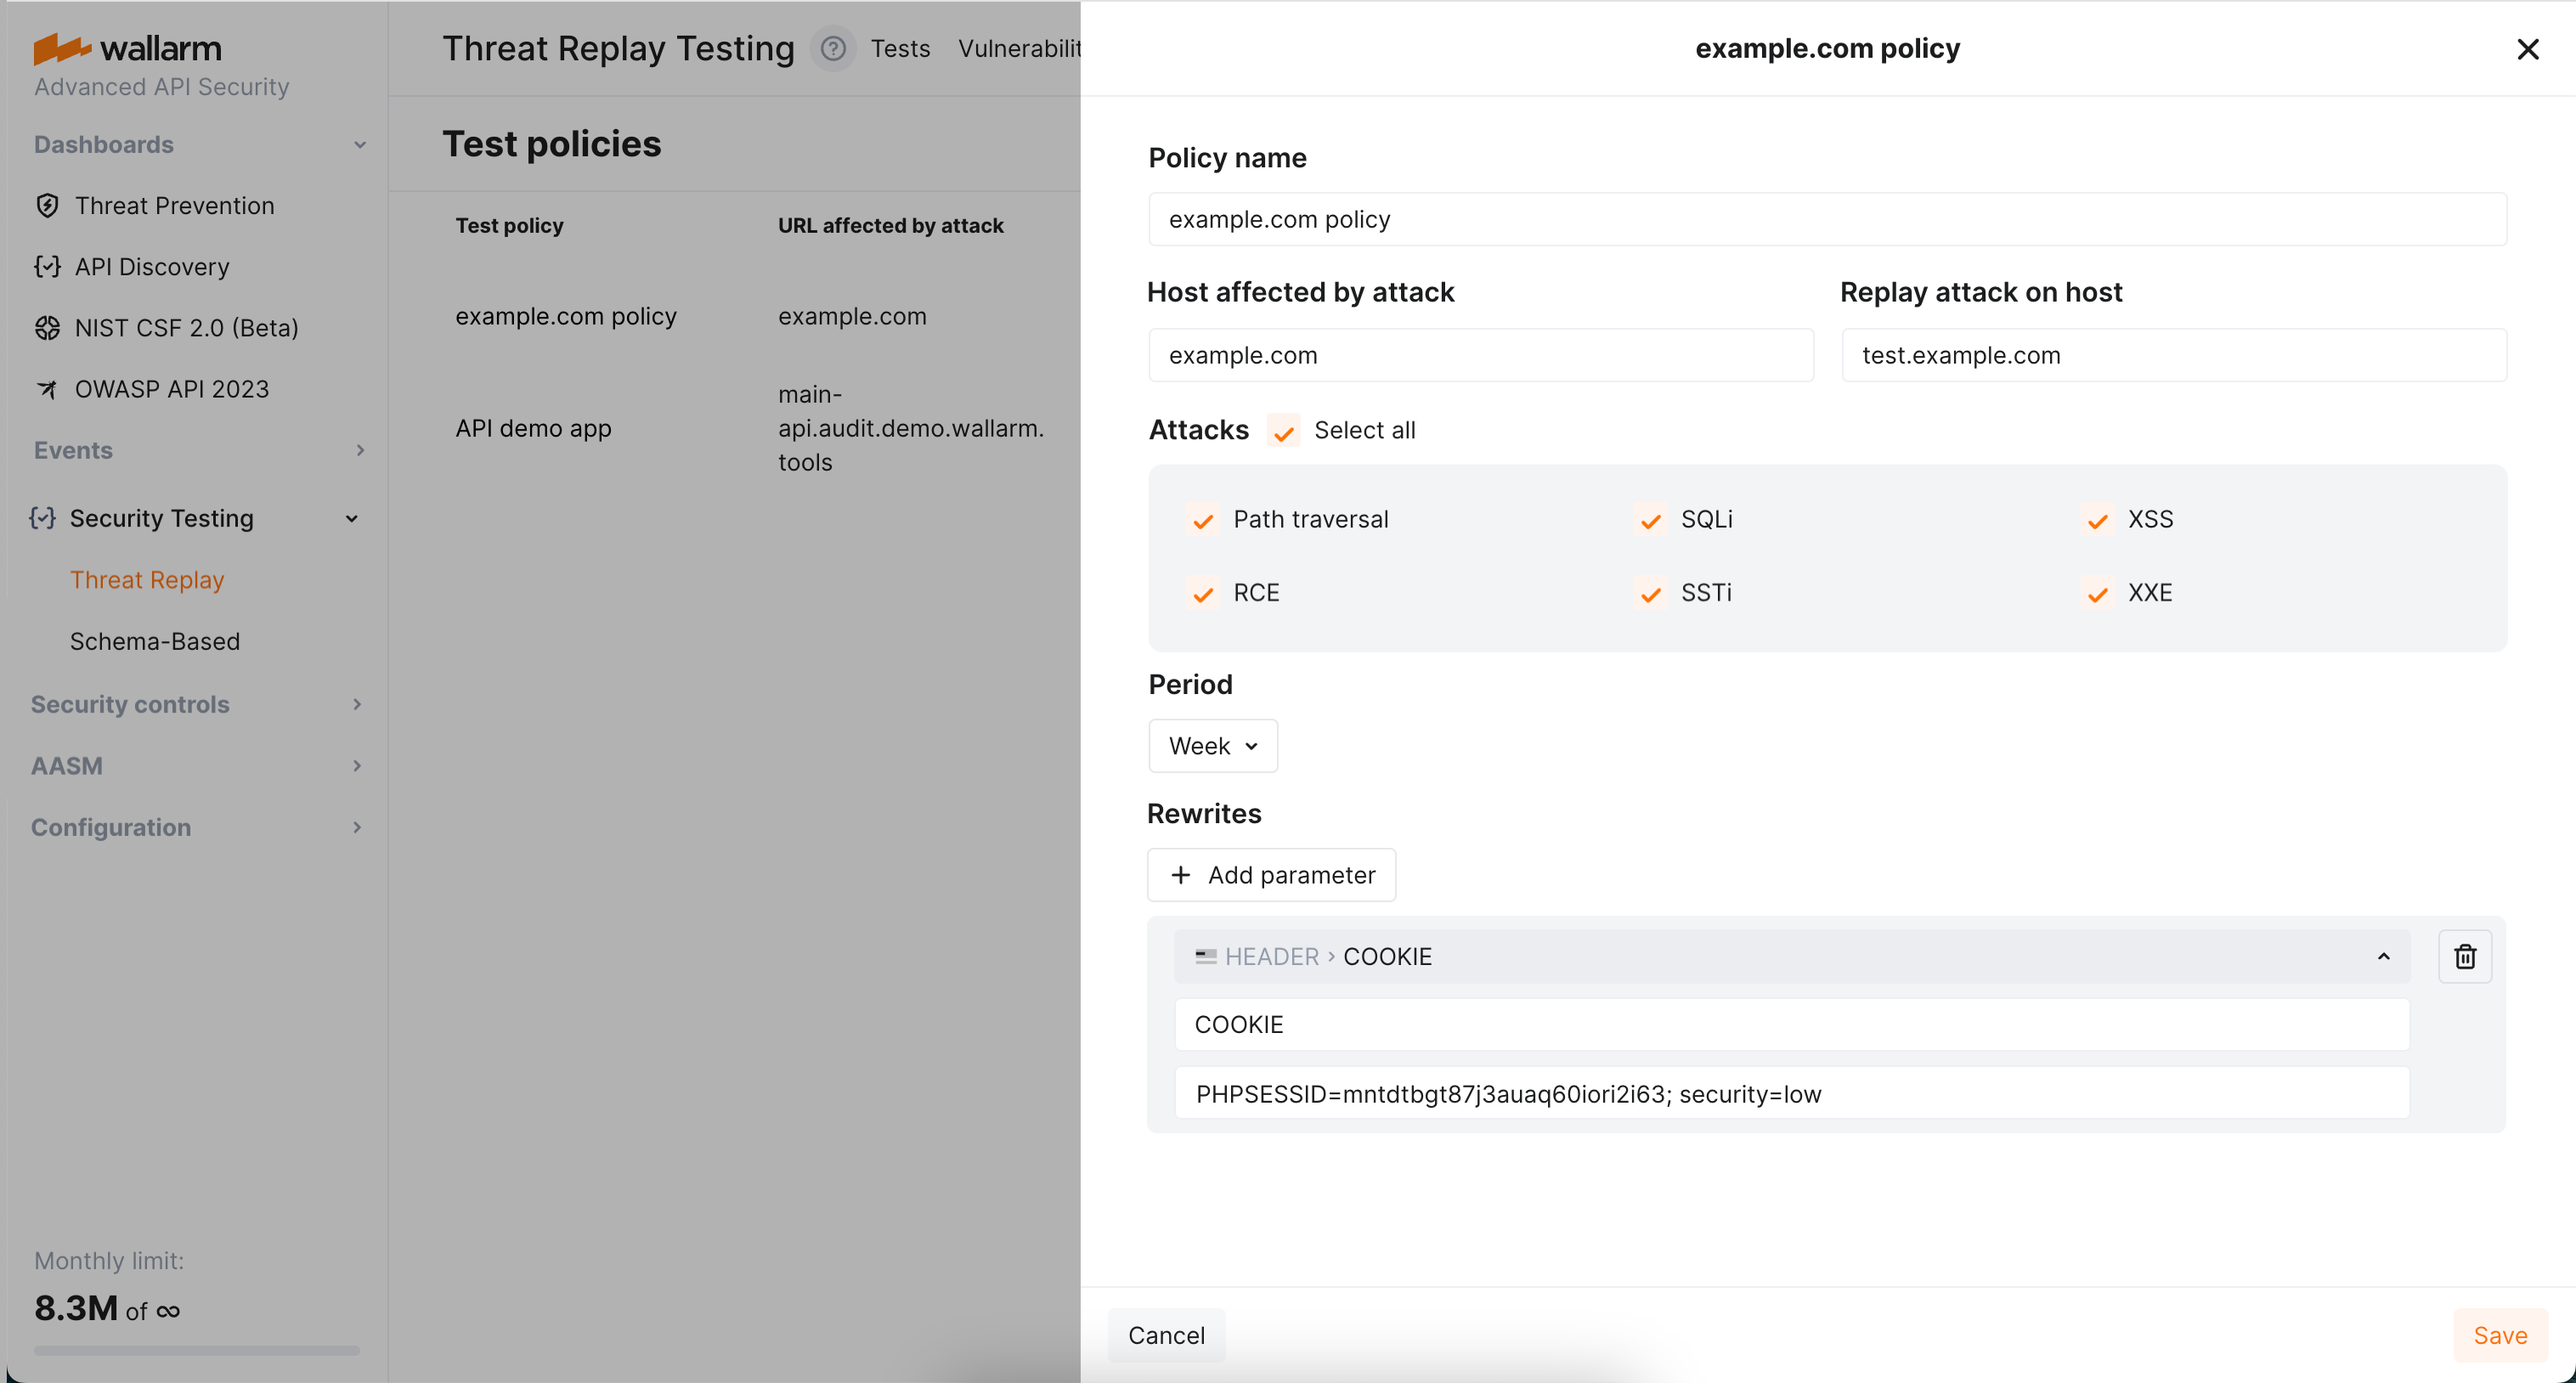 wallarm
Advanced API Security
Dashboards
Threat Prevention
API Discovery
NIST CSF 2.0 (Beta)
OWASP API 2023
Events
Security Testing
Threat Replay
Schema-Based
Security controls
AASM
Configuration
Monthly limit:
8.3M of ∞
Threat Replay Testing ? Tests Vulnerabilit
Test policies
Test policy URL affected by attack
example.com policy example.com
API demo app main-
api.audit.demo.wallarm.
tools
example.com policy
Policy name
example.com policy
Host affected by attack Replay attack on host
example.com test.example.com
Attacks Select all
Path traversal SQLi XSS
RCE SSTi XXE
Period
Week
Rewrites
+ Add parameter
HEADER › COOKIE
COOKIE
PHPSESSID=mntdtbgt87j3auaq60iori2i63; security=low
Cancel Save